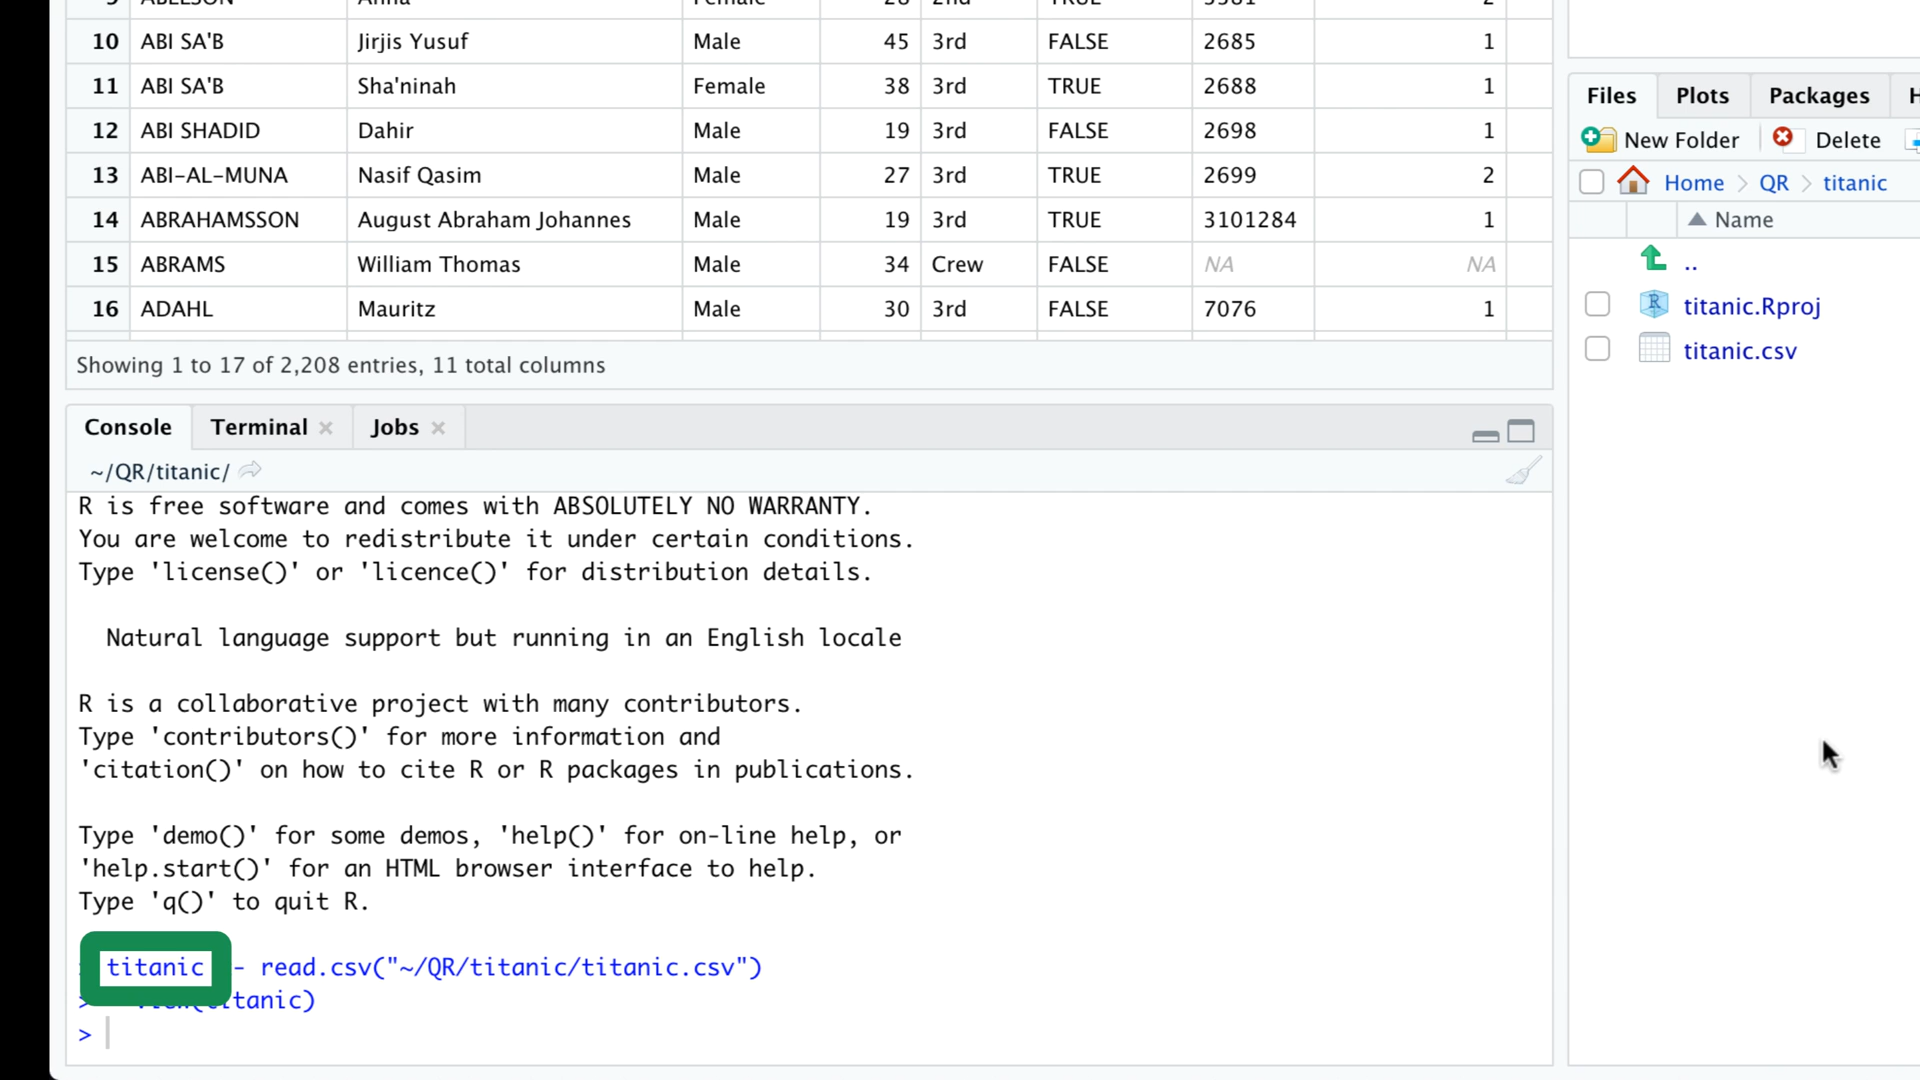 10 ABI SA'B Jirjis Yusuf Male 45 3rd FALSE 2685 1
11 ABI SA'B Sha'ninah Female 38 3rd TRUE 2688 1
12 ABI SHADID Dahir Male 19 3rd FALSE 2698 1
13 ABI-AL-MUNA Nasif Qasim Male 27 3rd TRUE 2699 2
14 ABRAHAMSSON August Abraham Johannes Male 19 3rd TRUE 3101284 1
15 ABRAMS William Thomas Male 34 Crew FALSE NA NA
16 ADAHL Mauritz Male 30 3rd FALSE 7076 1
Showing 1 to 17 of 2,208 entries, 11 total columns
Console Terminal Jobs
~/QR/titanic/
R is free software and comes with ABSOLUTELY NO WARRANTY.
You are welcome to redistribute it under certain conditions.
Type 'license()' or 'licence()' for distribution details.
Natural language support but running in an English locale
R is a collaborative project with many contributors.
Type 'contributors()' for more information and
'citation()' on how to cite R or R packages in publications.
Type 'demo()' for some demos, 'help()' for on-line help, or
'help.start()' for an HTML browser interface to help.
Type 'q()' to quit R.
titanic - read.csv("~/QR/titanic/titanic.csv")
> titanic)
>
Files Plots Packages
New Folder Delete
Home > QR > titanic
Name
..
titanic.Rproj
titanic.csv